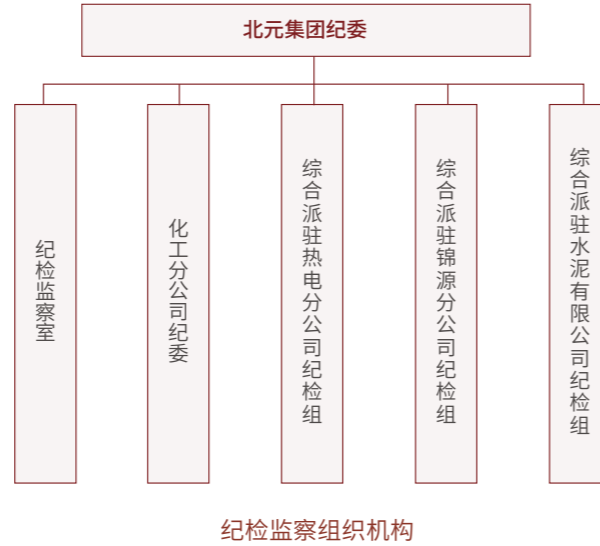 北元集团纪委
纪检监察室
化工分公司纪委
综合派驻热电分公司纪检组
综合派驻锦源分公司纪检组
综合派驻水泥有限公司纪检组
纪检监察组织机构